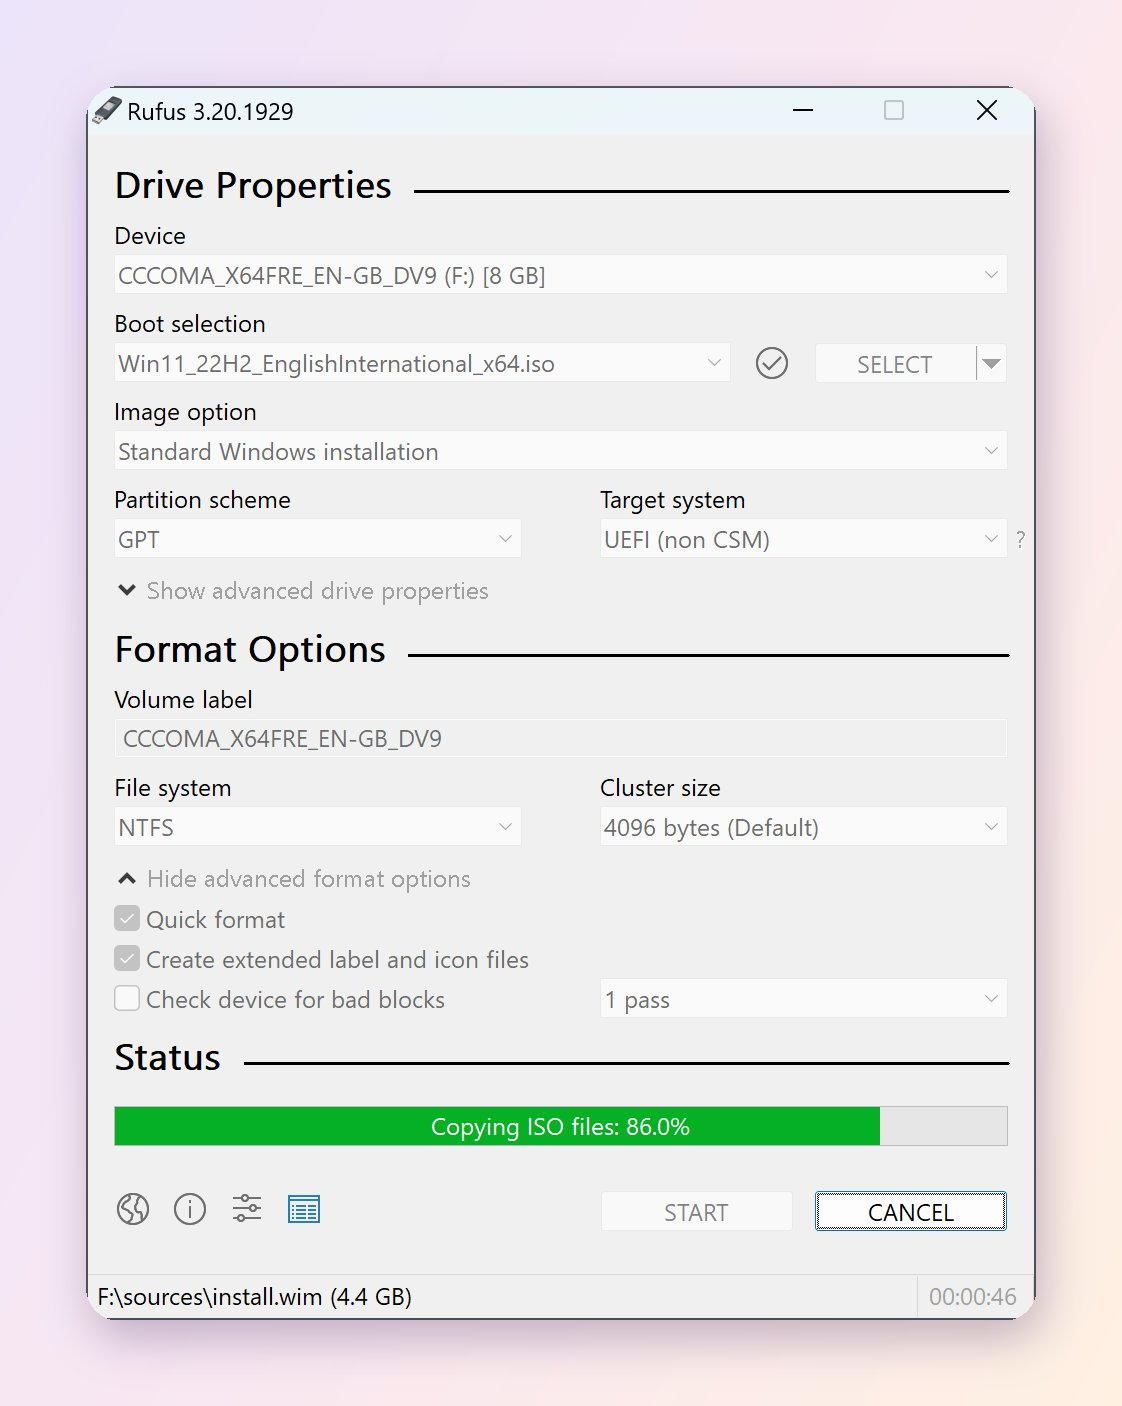 Rufus 3.20.1929
Drive Properties
Device
CCCOMA_X64FRE_EN-GB_DV9 (F:) [8 GB]
Boot selection
Win11_22H2_EnglishInternational_x64.iso
SELECT
Image option
Standard Windows installation
Partition scheme
Target system
GPT
UEFI (non CSM)
?
Show advanced drive properties
Format Options
Volume label
CCCOMA_X64FRE_EN-GB_DV9
File system
Cluster size
NTFS
4096 bytes (Default)
Hide advanced format options
Quick format
Create extended label and icon files
Check device for bad blocks
1 pass
Status
Copying ISO files: 86.0%
START
CANCEL
F:\sources\install.wim (4.4 GB)
00:00:46